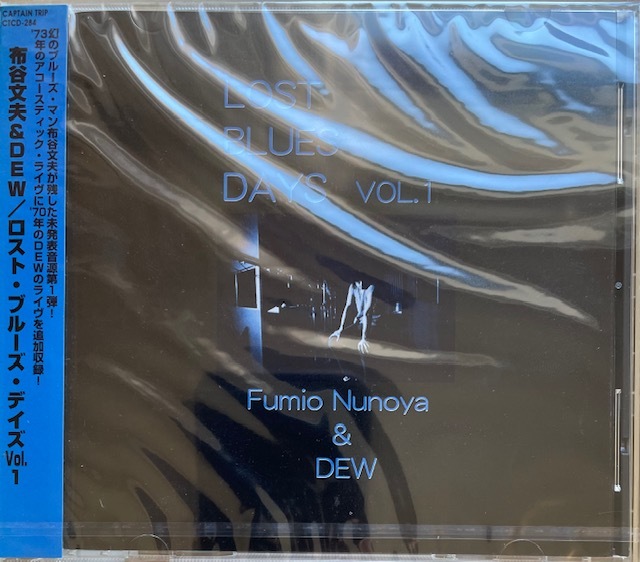 CAPTAIN TRIP
CTCD-284
幻のブルーズ・マン布谷文夫が残した未発表音源第1弾!
'73年のアコースティック・ライヴに'70年のDEWのライヴを追加収録!
布谷文夫&DEW/ロスト・ブルーズ・デイズ Vol.1
LOST
BLUES
DAYS VOL.1
Fumio Nunoya
&
DEW